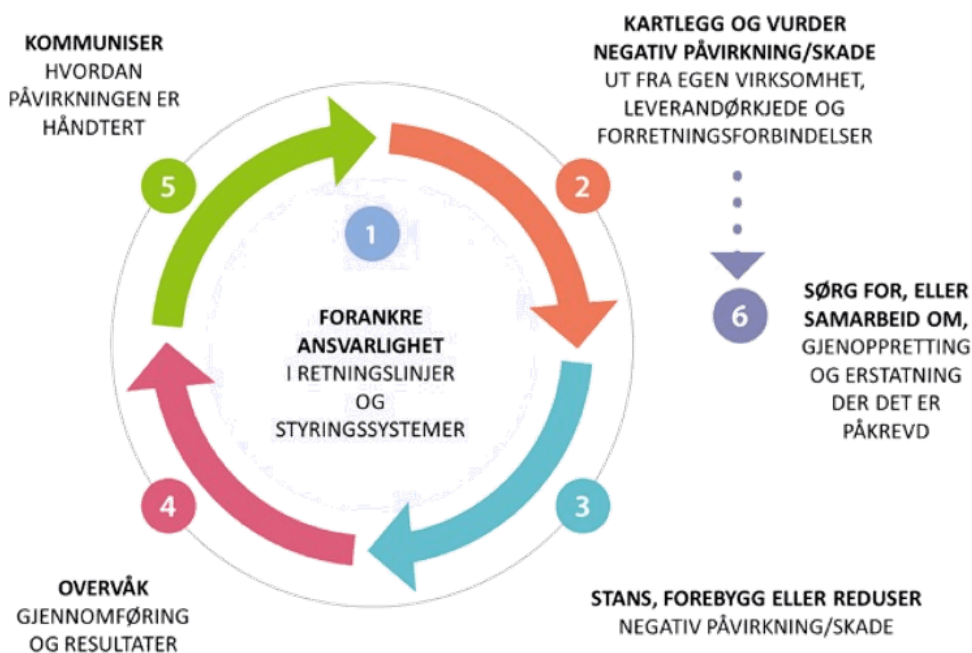 KOMMUNISER
HVORDAN
PÅVIRKNINGEN ER
HÅNDTERT
KARTLEGG OG VURDER
NEGATIV PÅVIRKNING/SKADE
UT FRA EGEN VIRKSOMHET,
LEVERANDØRKJEDE OG
FORRETNINGSFORBINDELSER
5
2
1
FORANKRE
ANSVARLIGHET
I RETNINGSLINJER
OG
STYRINGSSYSTEMER
6
SØRG FOR, ELLER
SAMARBEID OM,
GJENOPPRETTING
OG ERSTATNING
DER DET ER
PÅKREVD
4
3
OVERVÅK
GJENNOMFØRING
OG RESULTATER
STANS, FOREBYGG ELLER REDUSER
NEGATIV PÅVIRKNING/SKADE